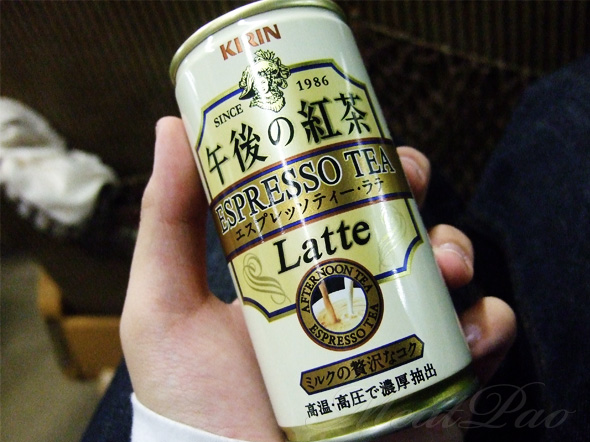 KIRIN
SINCE 1986
午後の紅茶
ESPRESSO TEA
エスプレッソティー・ラテ
Latte
AFTERNOON TEA
ESPRESSO TEA
ミルクの贅沢なコク
高温・高圧で濃厚抽出